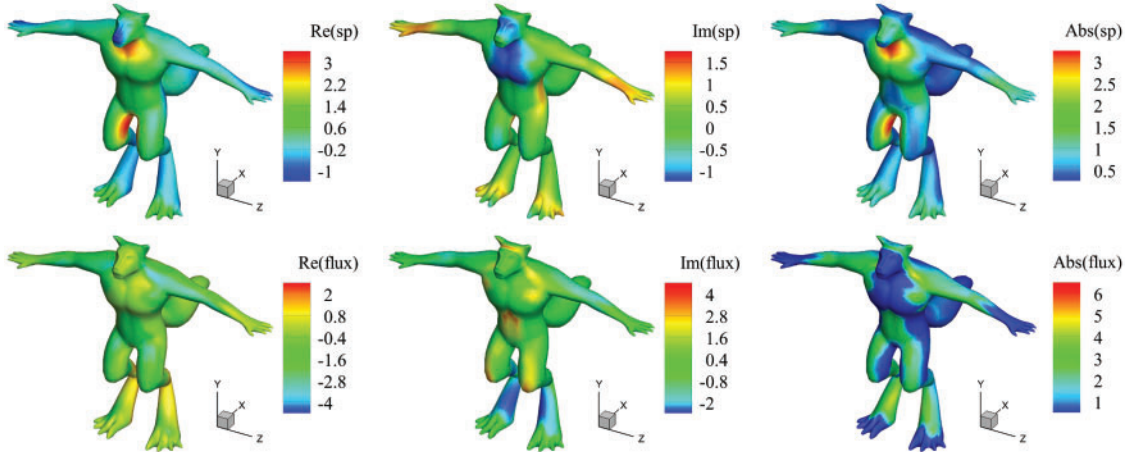 Re(sp)
3
2.2
1.4
0.6
-0.2
-1
Y
X
Z
Im(sp)
1.5
1
0.5
0
-0.5
-1
Y
X
Z
Abs(sp)
3
2.5
2
1.5
1
0.5
Y
X
Z
Re(flux)
2
0.8
-0.4
-1.6
-2.8
-4
Y
X
Z
Im(flux)
4
2.8
1.6
0.4
-0.8
-2
Y
X
Z
Abs(flux)
6
5
4
3
2
1
Y
X
Z